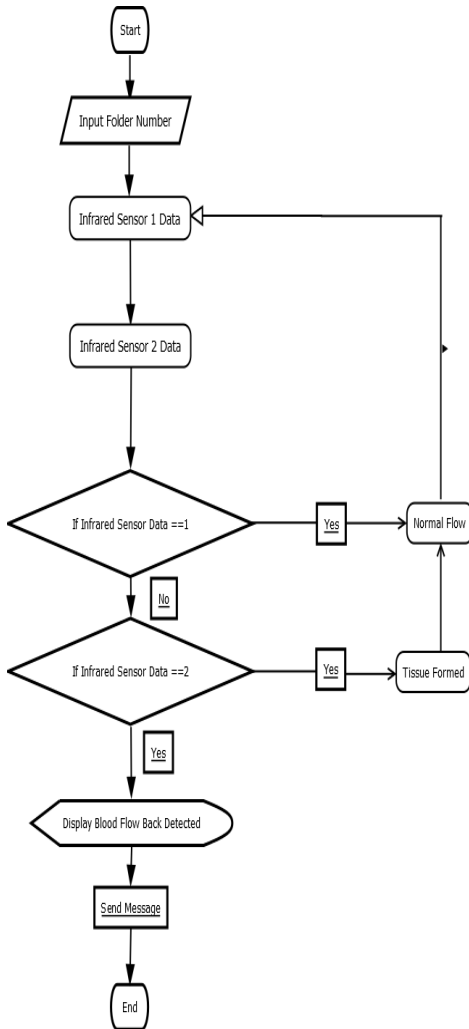 Start
Input Folder Number
Infrared Sensor 1 Data
Infrared Sensor 2 Data
If Infrared Sensor Data ==1
Yes
Normal Flow
No
If Infrared Sensor Data ==2
Yes
Tissue Formed
Yes
Display Blood Flow Back Detected
Send Message
End